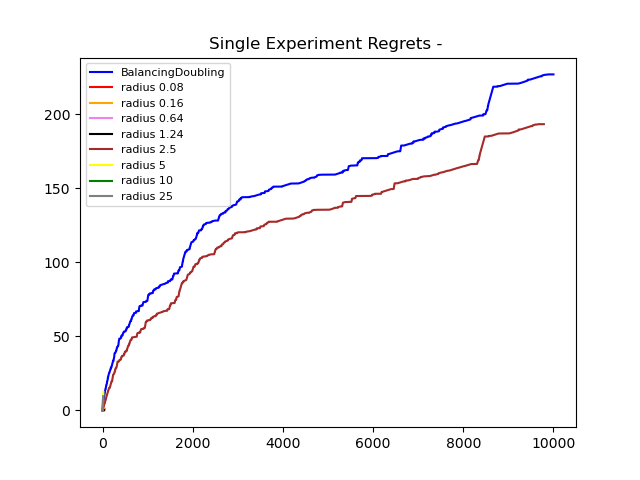 Single Experiment Regrets -
BalancingDoubling
radius 0.08
radius 0.16
radius 0.64
radius 1.24
radius 2.5
radius 5
radius 10
radius 25
200
150
100
50
0
0 2000 4000 6000 8000 10000